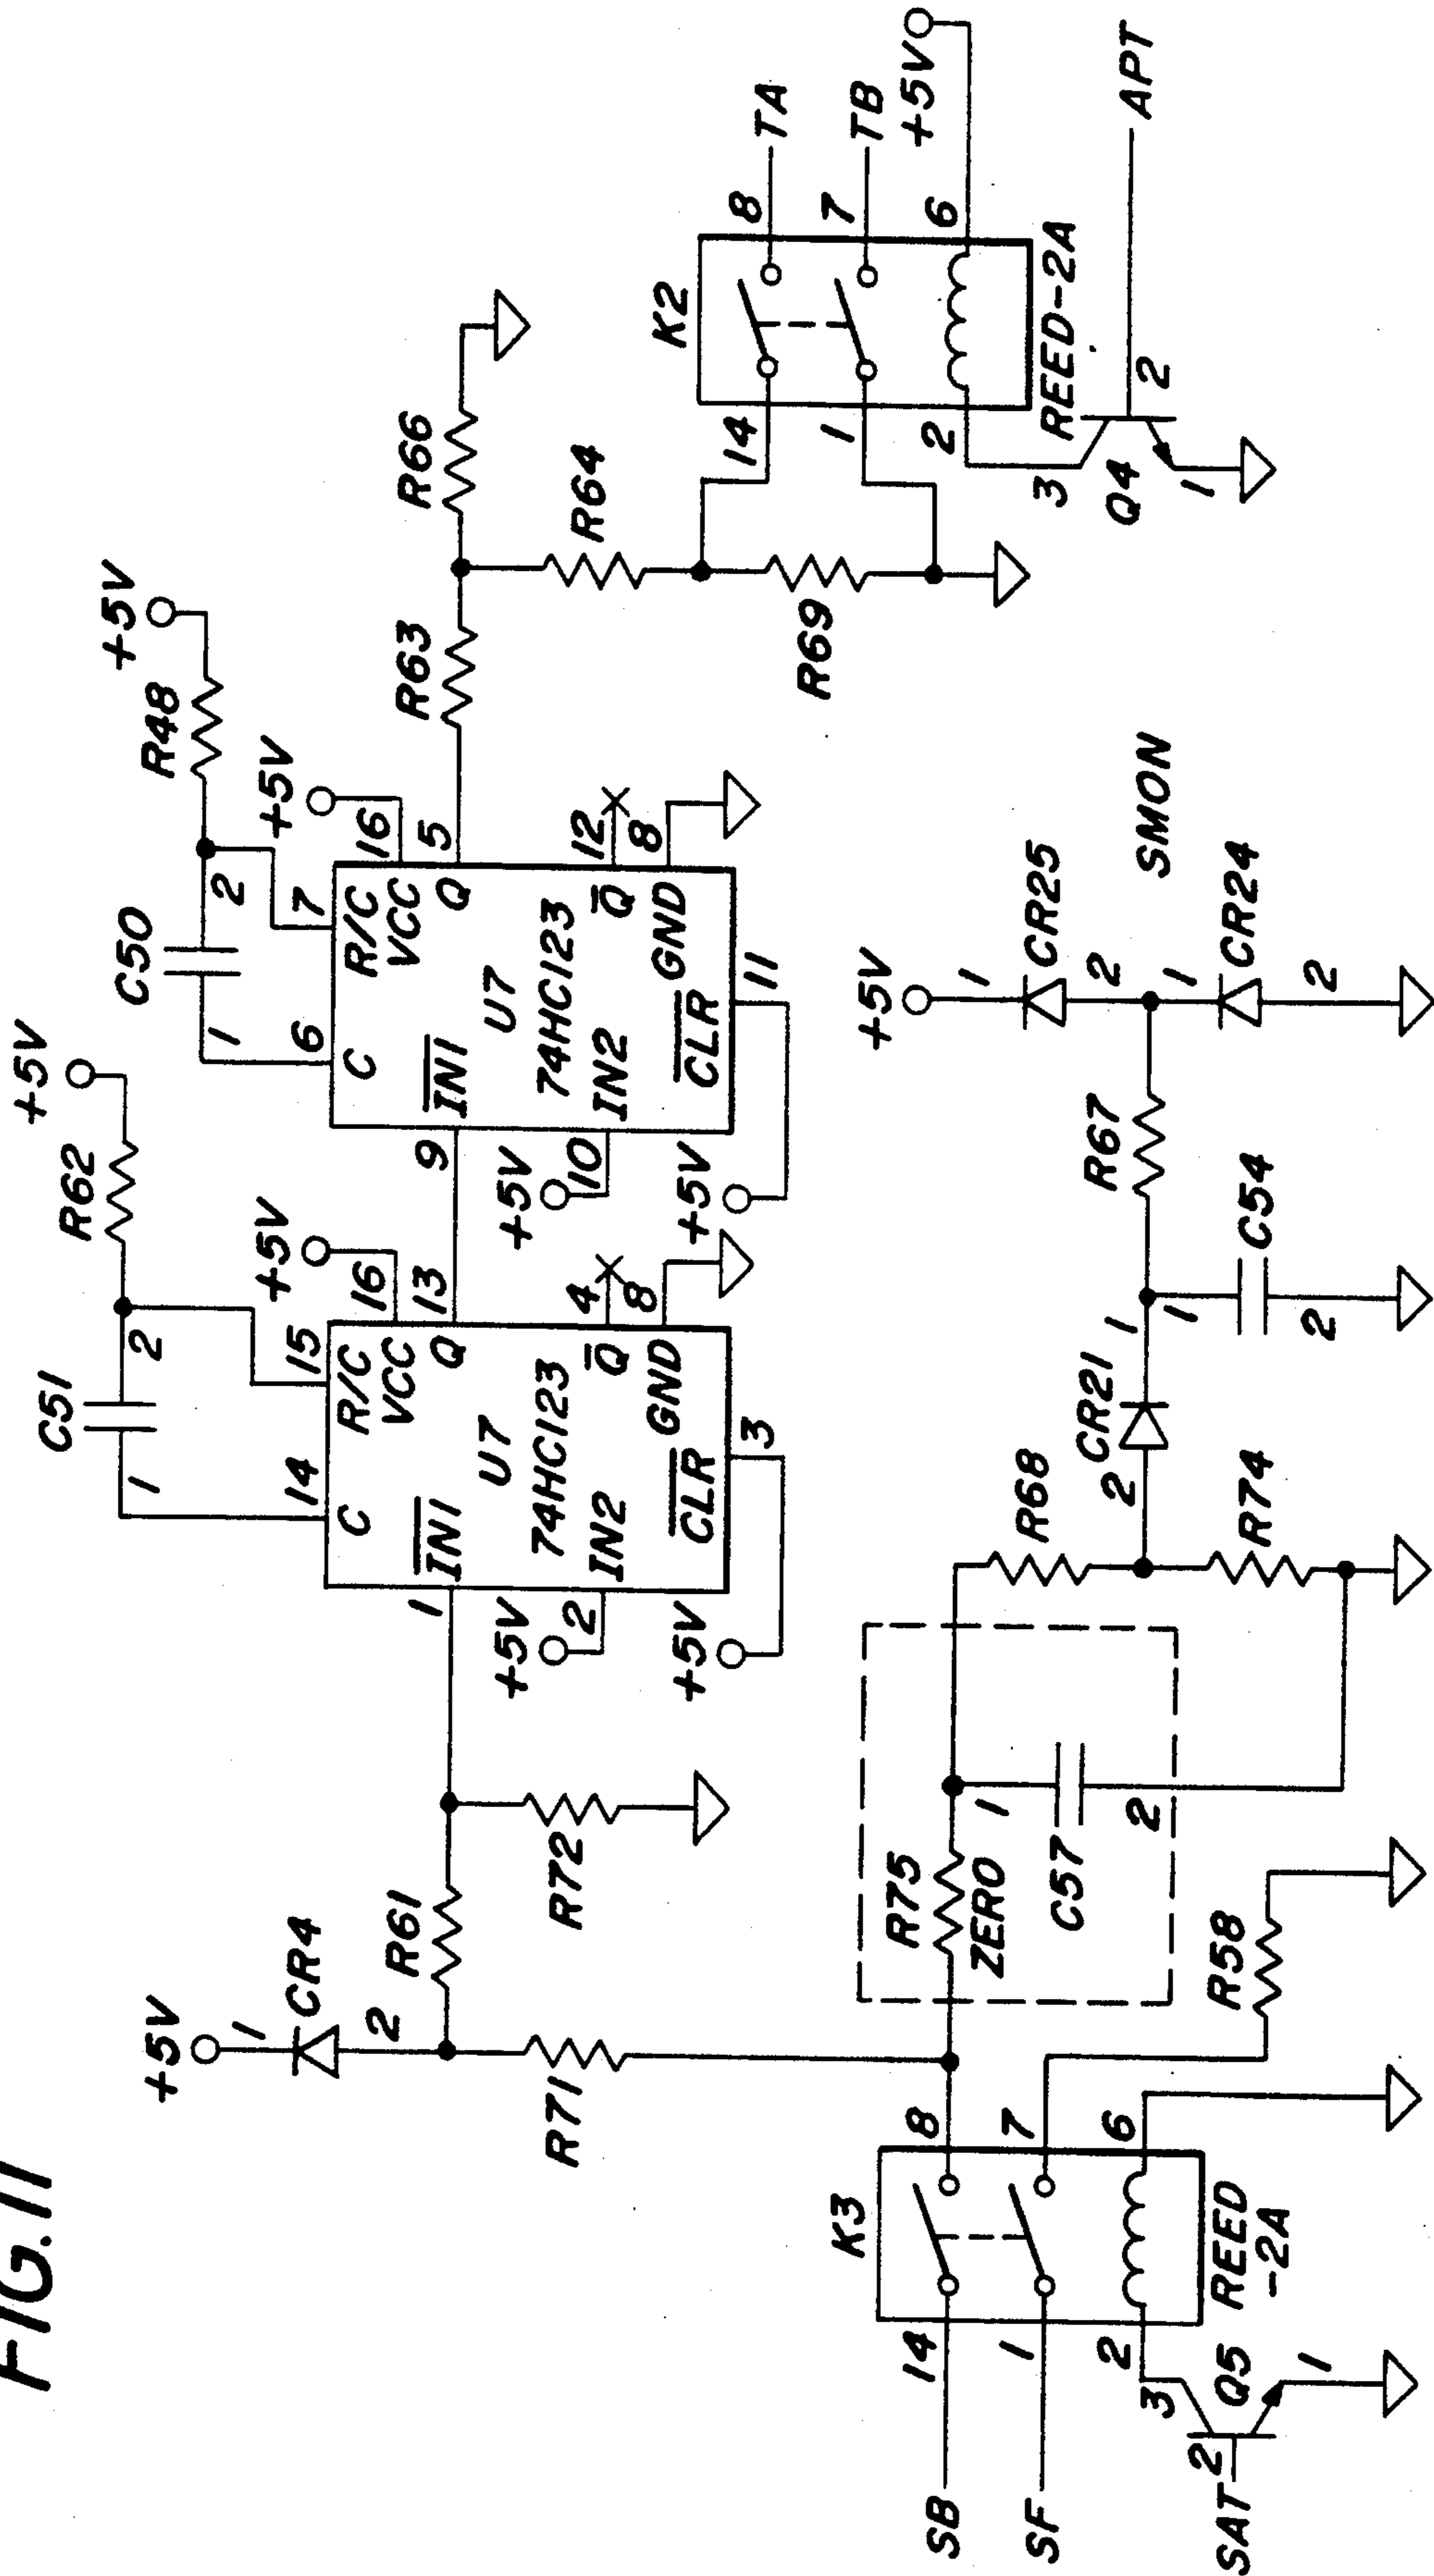 FIG.11
+5V
1
CR4
2
R61
R71
R72
C51
1
2
R62
+5V
14
15
C
R/C
VCC
16
+5V
1
IN1
Q
13
U7
74HC123
+5V
2
IN2
Q
4
GND
8
CLR
3
+5V
C50
1
2
R48
+5V
6
7
C
R/C
VCC
16
+5V
9
IN1
Q
5
U7
74HC123
+5V
10
IN2
Q
12
GND
8
CLR
11
+5V
R63
R66
R64
R69
K2
14
8
TA
1
7
TB
2
6
+5V
REED-2A
3
Q4
2
APT
1
K3
SB
14
8
SF
1
7
2
6
REED
-2A
3
Q5
SAT
2
1
R75
ZERO
1
C57
2
R58
R68
R74
2
CR21
1
1
C54
2
R67
+5V
1
CR25
2
SMON
1
CR24
2